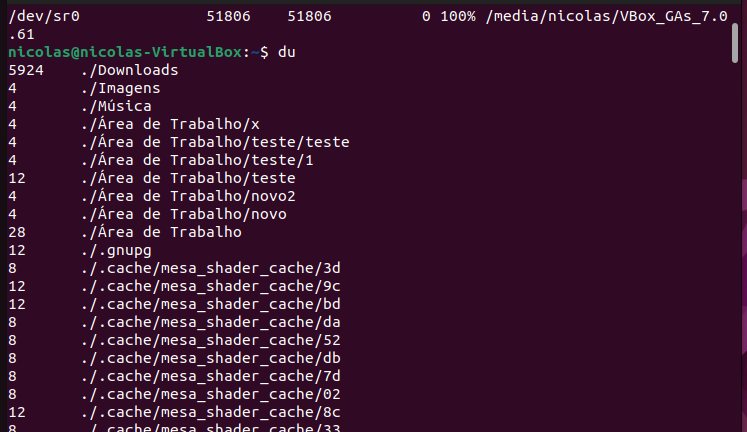 /dev/sr0              51806    51806          0 100% /media/nicolas/VBox_GAs_7.0
.61
nicolas@nicolas-VirtualBox:~$ du
5924    ./Downloads
4       ./Imagens
4       ./Música
4       ./Área de Trabalho/x
4       ./Área de Trabalho/teste/teste
4       ./Área de Trabalho/teste/1
12      ./Área de Trabalho/teste
4       ./Área de Trabalho/novo2
4       ./Área de Trabalho/novo
28      ./Área de Trabalho
12      ./.gnupg
8       ./.cache/mesa_shader_cache/3d
12      ./.cache/mesa_shader_cache/9c
12      ./.cache/mesa_shader_cache/bd
8       ./.cache/mesa_shader_cache/da
8       ./.cache/mesa_shader_cache/52
8       ./.cache/mesa_shader_cache/db
8       ./.cache/mesa_shader_cache/7d
8       ./.cache/mesa_shader_cache/02
12      ./.cache/mesa_shader_cache/8c
8       ./.cache/mesa_shader_cache/33